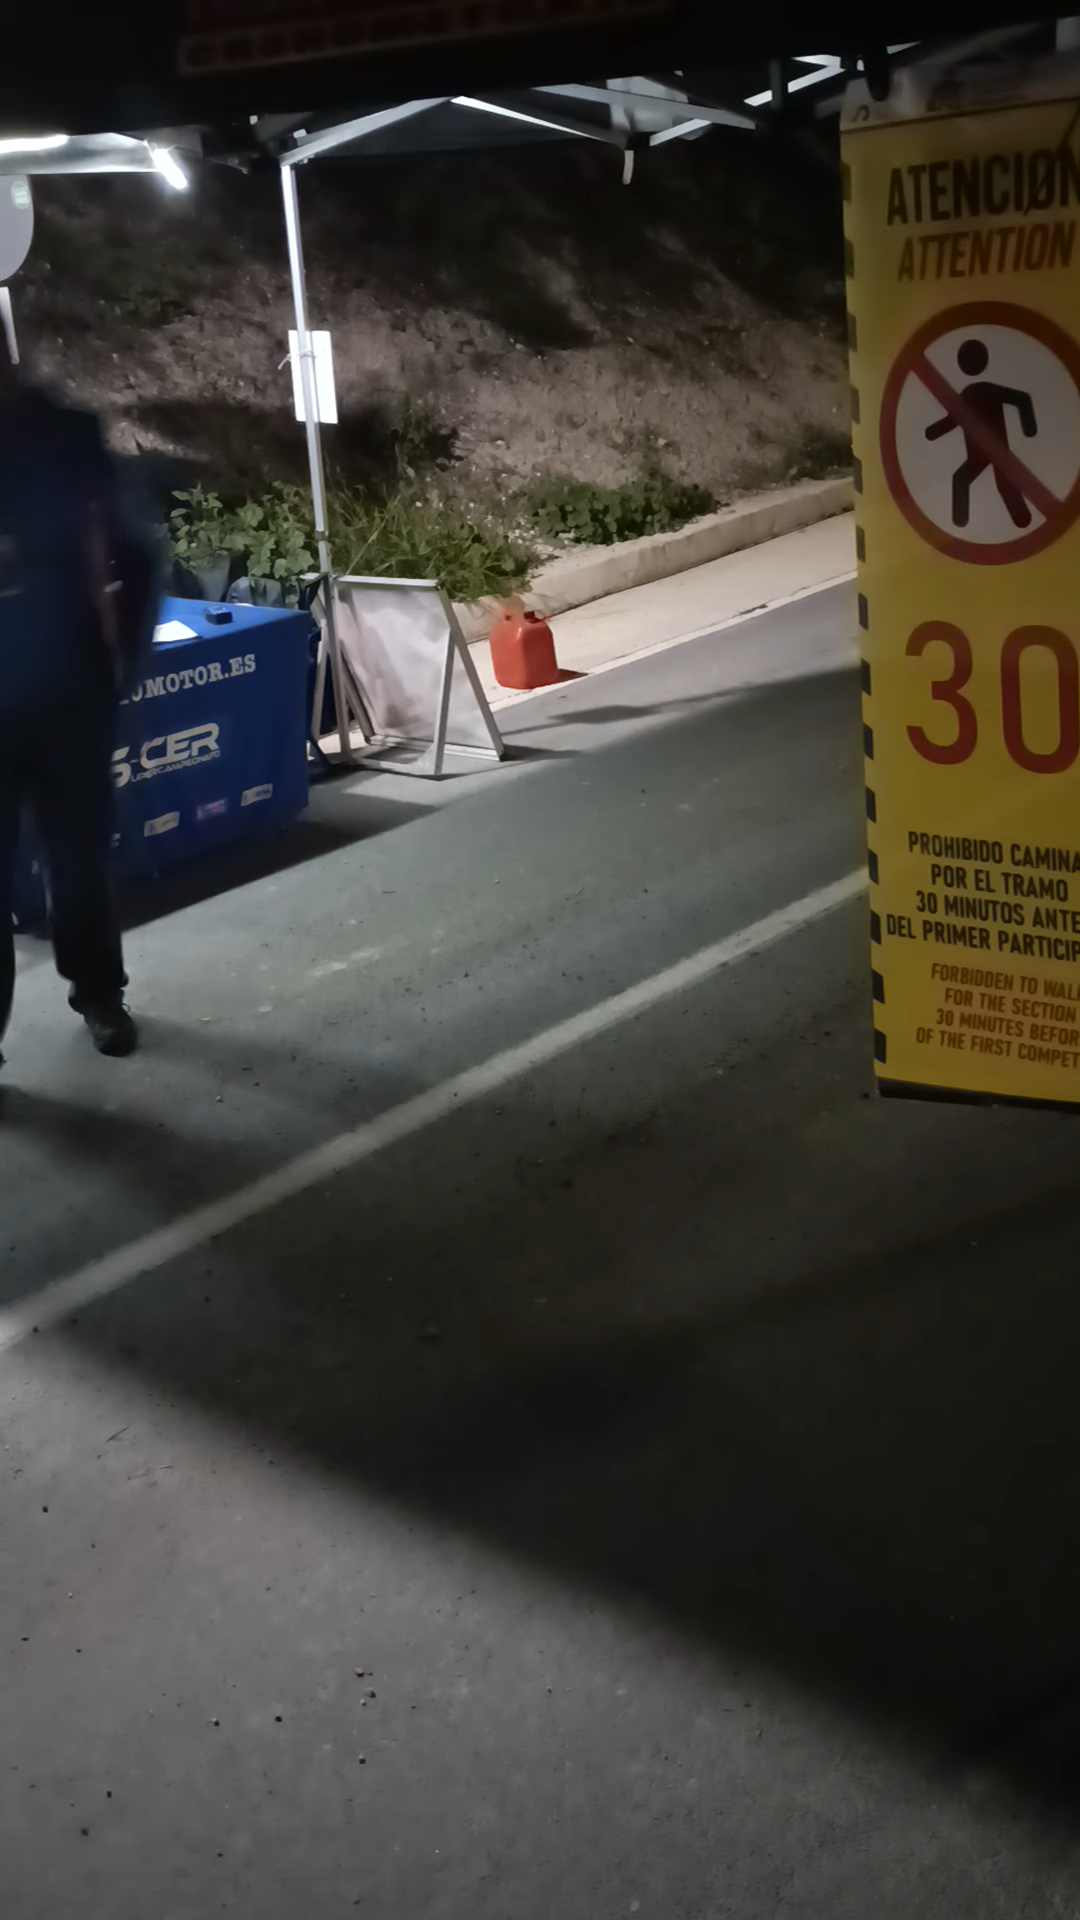 ATENCIÓN
ATTENTION
30
PROHIBIDO CAMINA
POR EL TRAMO
30 MINUTOS ANTE
DEL PRIMER PARTICIP
FORBIDDEN TO WAL
FOR THE SECTION
30 MINUTES BEFOR
OF THE FIRST COMPET
MOTOR.ES
S-CER
SUPERCAMPEONATO